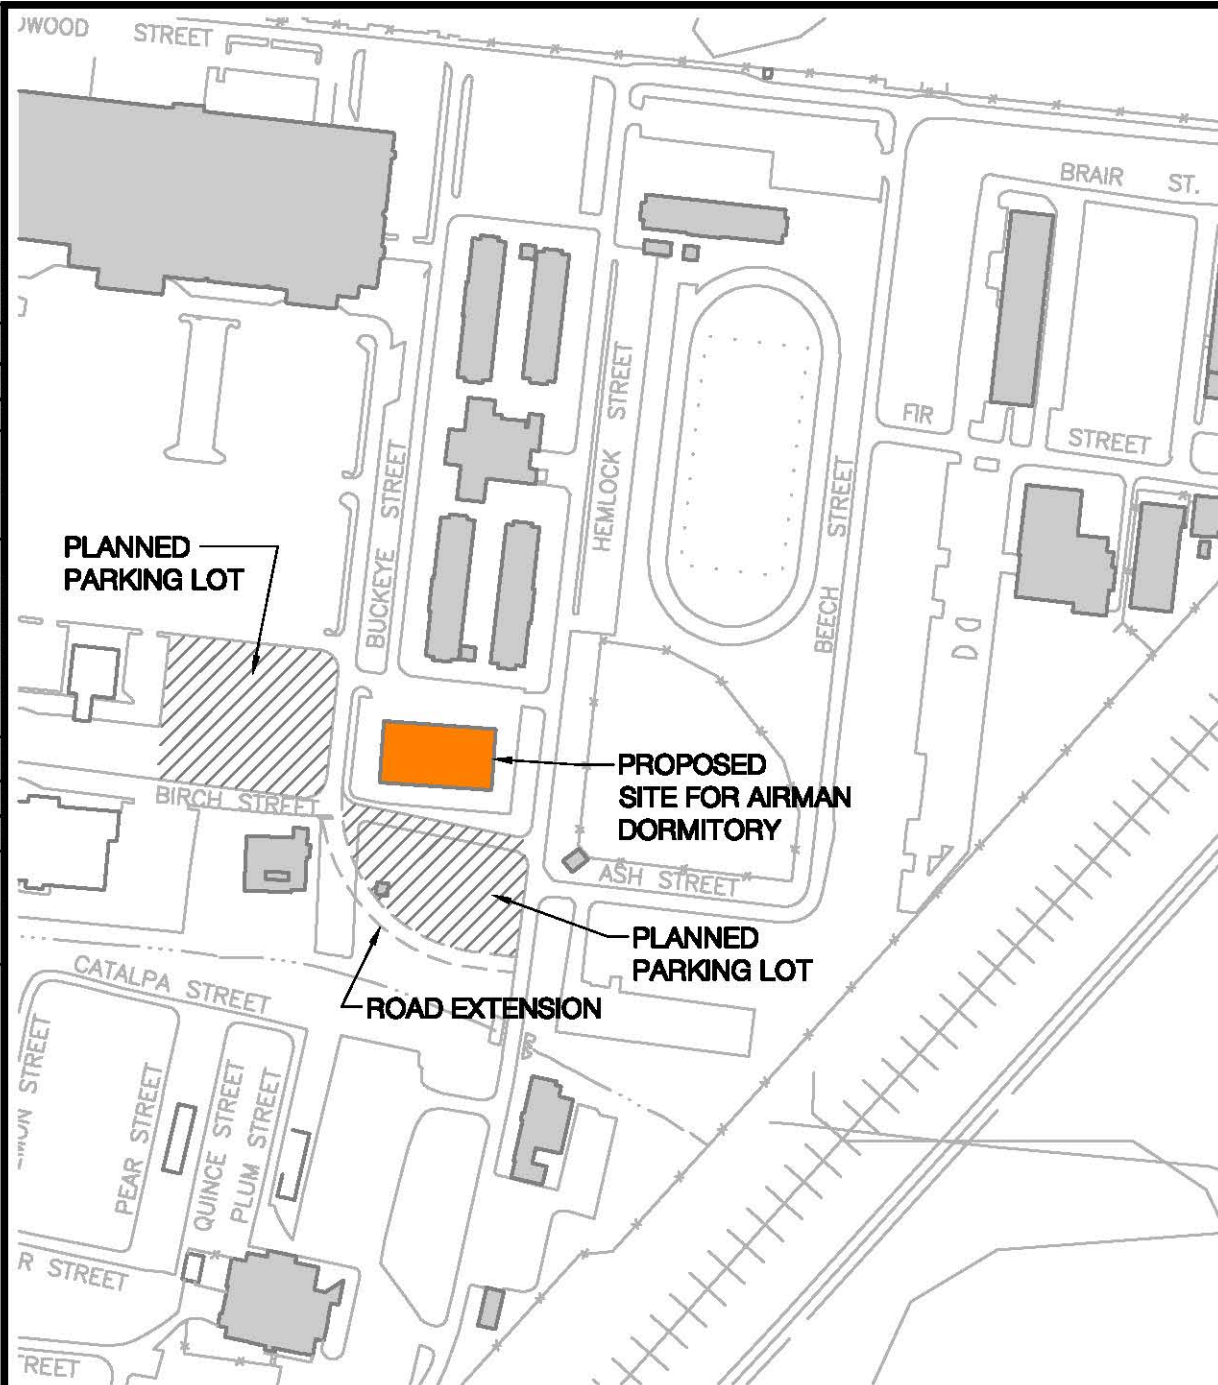 STREET
BRAIR ST.
FIR
STREET
HEMLOCK STREET
BUCKEYE STREET
BEECH STREET
PLANNED
PARKING LOT
PROPOSED
SITE FOR AIRMAN
DORMITORY
BIRCH STREET
ASH STREET
PLANNED
PARKING LOT
CATALPA STREET
ROAD EXTENSION
STREET
PEAR STREET
QUINCE STREET
PLUM STREET
STREET